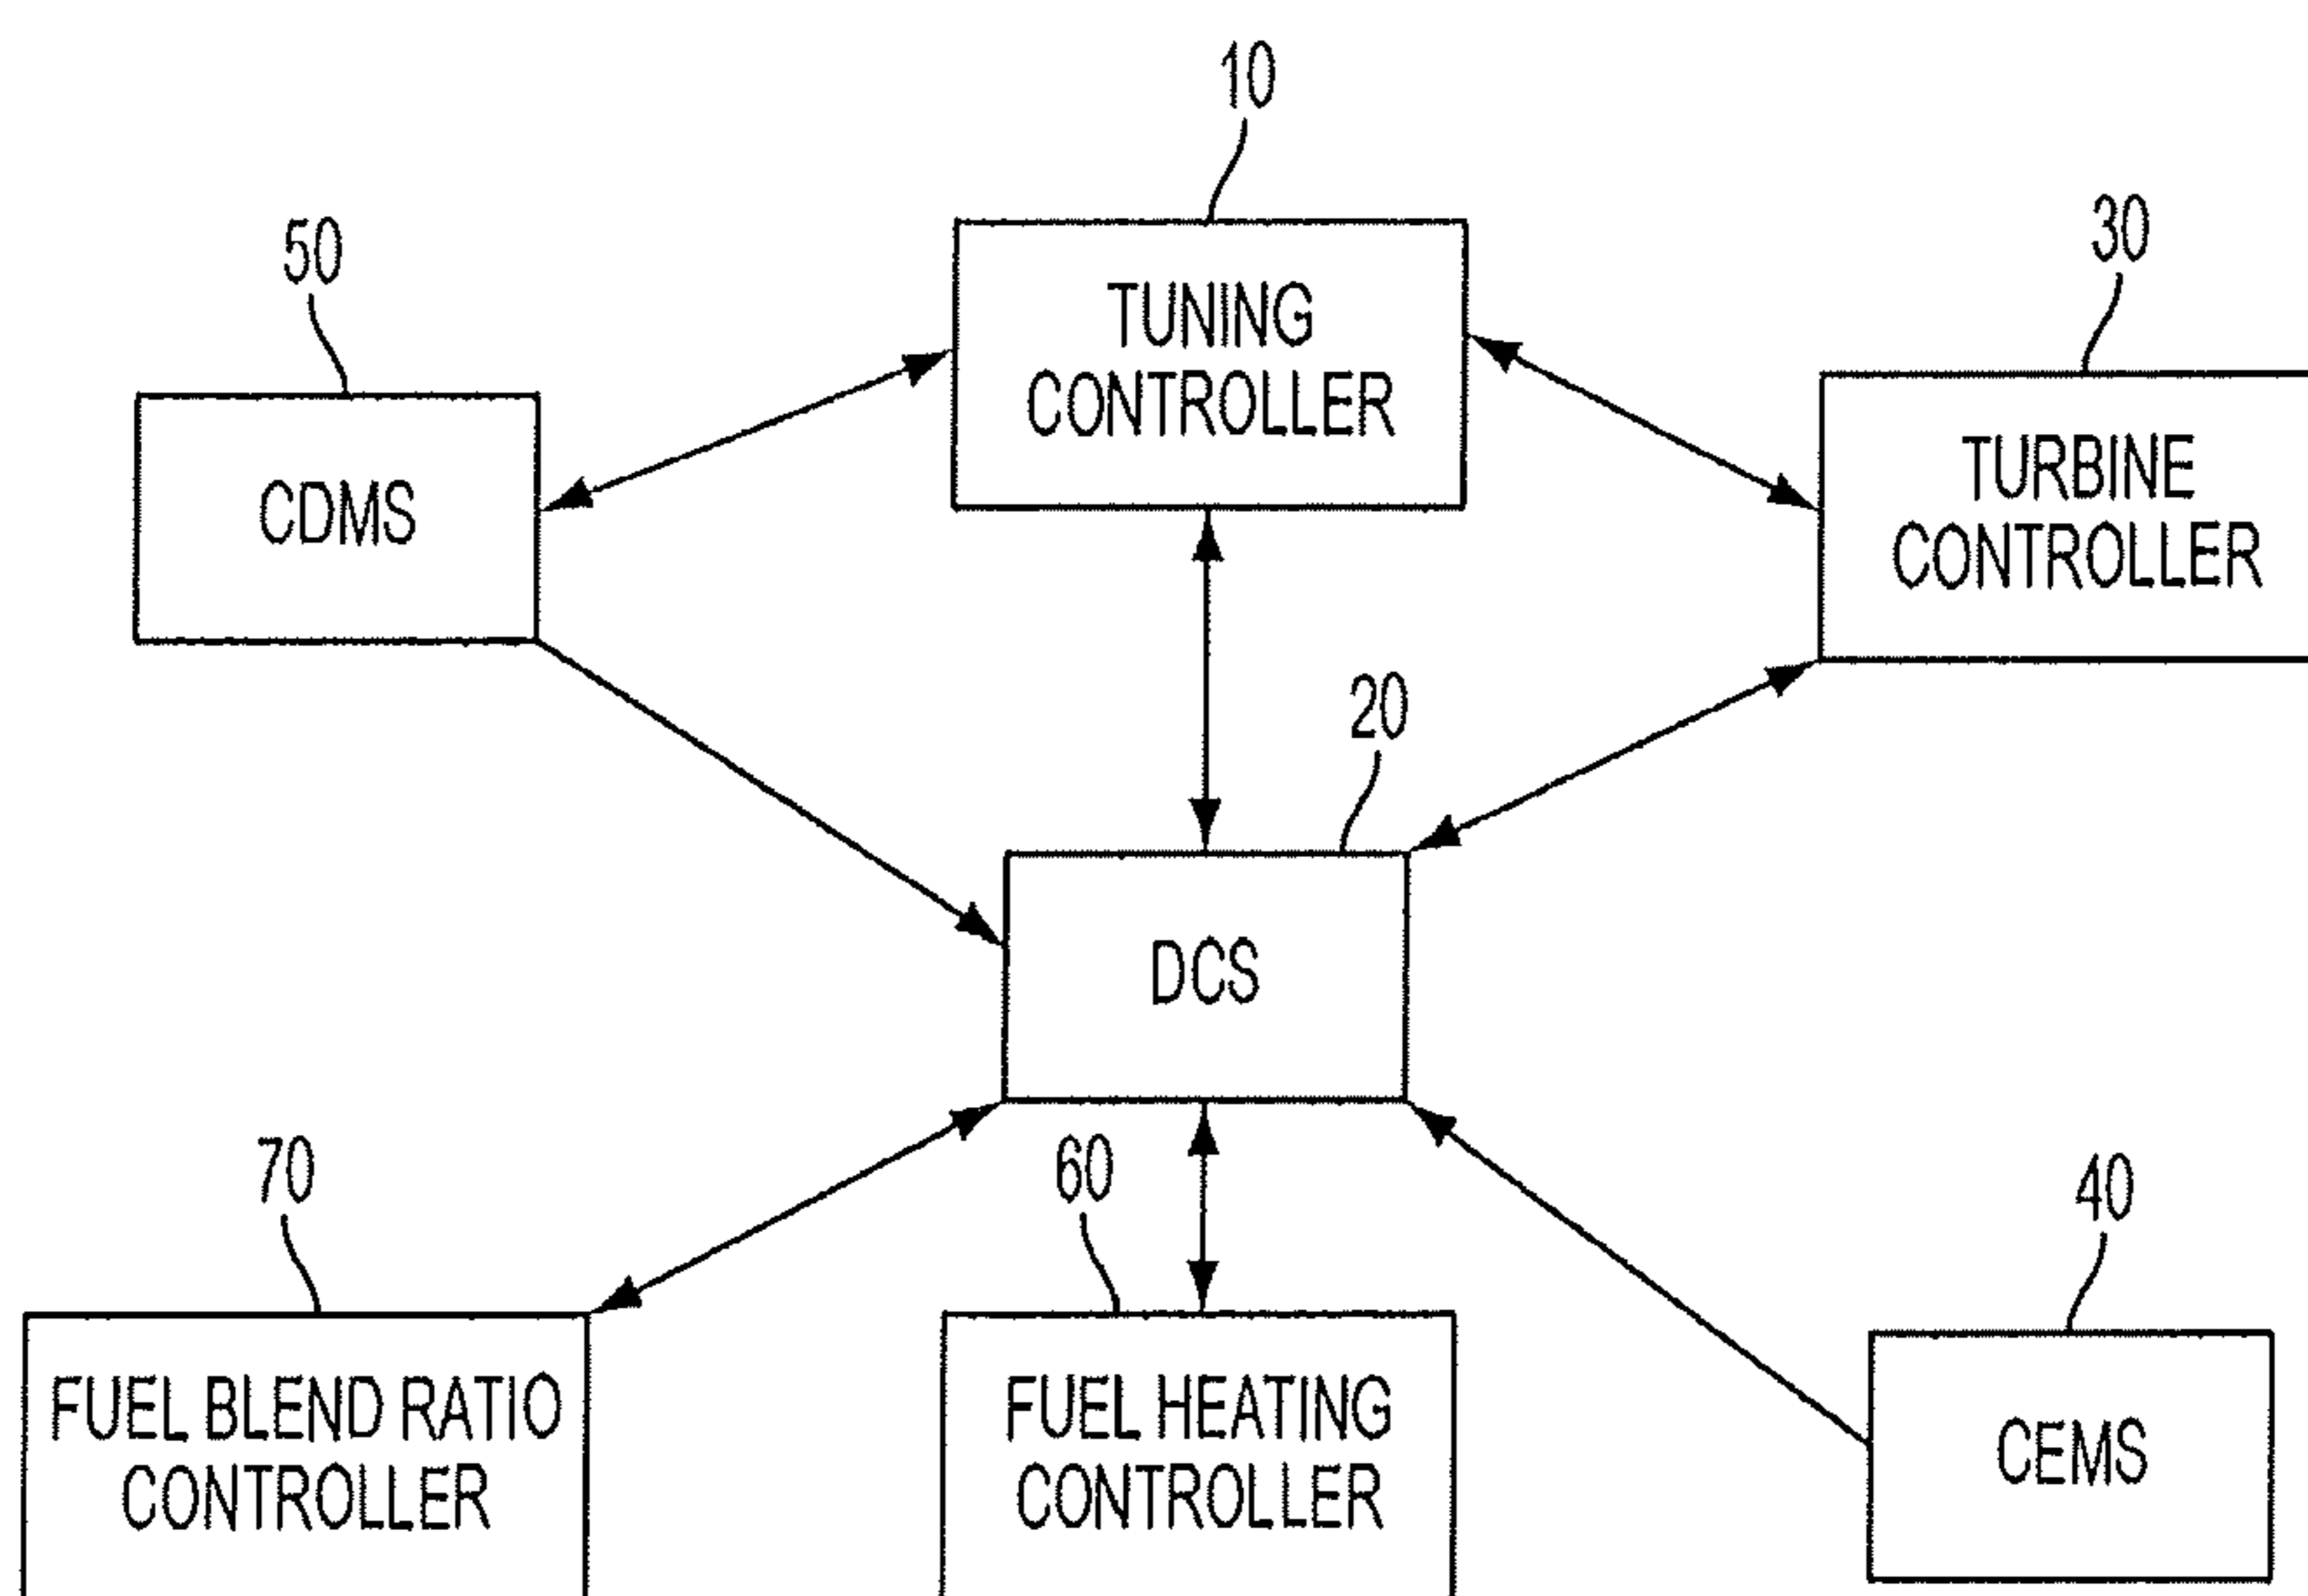 10
50
30
TUNING
CONTROLLER
CDMS
TURBINE
CONTROLLER
20
DCS
70
60
40
FUEL BLEND RATIO
CONTROLLER
FUEL HEATING
CONTROLLER
CEMS